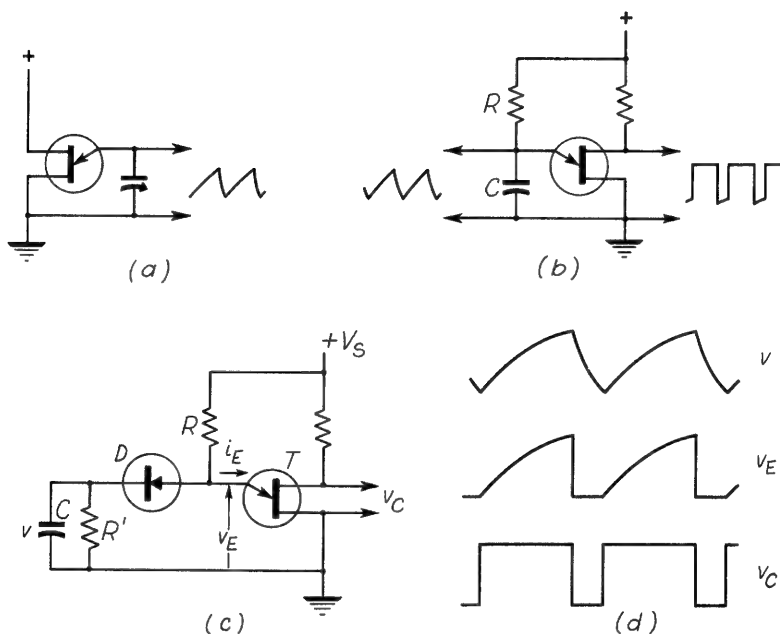 +
(a)
+
R
C
(b)
+V_S
R
D
i_E
T
C
v
R'
v_E
v_C
(c)
v
v_E
v_C
(d)